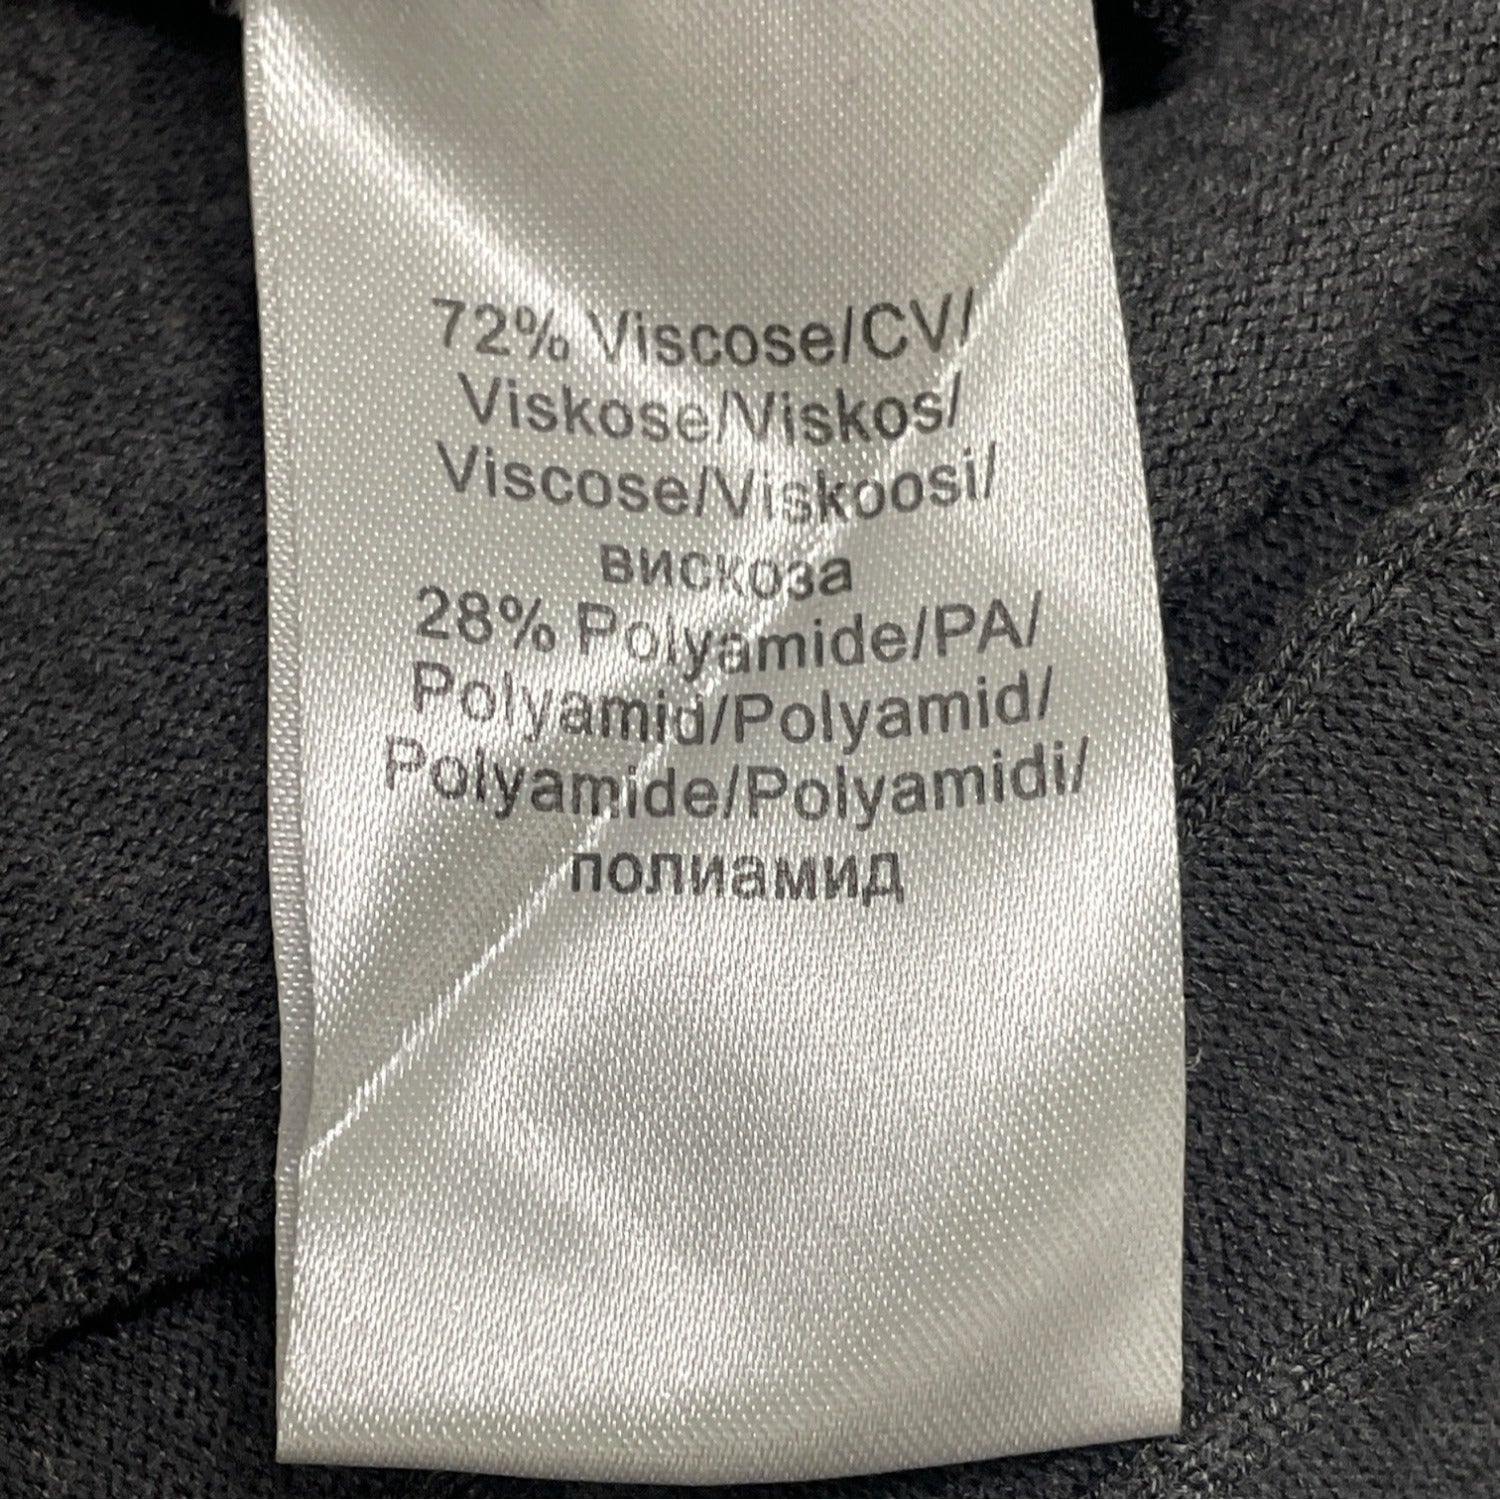 72% Viscose/CV/
Viskose/Viskos/
Viscose/Viskoosi/
вискоза
28% Polyamide/PA/
Polyamid/Polyamid/
Polyamide/Polyamidi/
полиамид